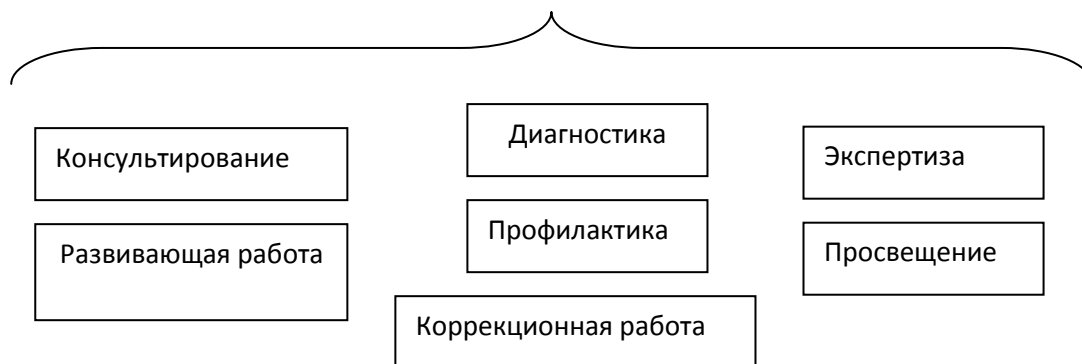 Диагностика
Консультирование
Экспертиза
Профилактика
Развивающая работа
Просвещение
Коррекционная работа